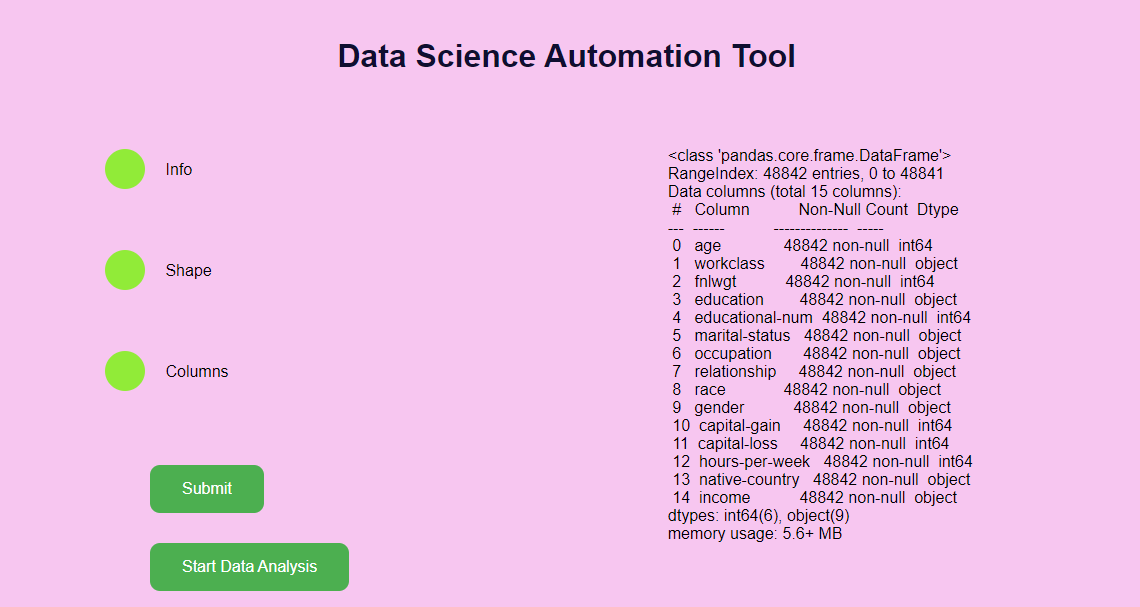 Data Science Automation Tool
Info
Shape
Columns
Submit
Start Data Analysis
<class 'pandas.core.frame.DataFrame'>
RangeIndex: 48842 entries, 0 to 48841
Data columns (total 15 columns):
 #   Column           Non-Null Count  Dtype
---  ------           --------------  -----
 0   age              48842 non-null  int64
 1   workclass        48842 non-null  object
 2   fnlwgt           48842 non-null  int64
 3   education        48842 non-null  object
 4   educational-num  48842 non-null  int64
 5   marital-status   48842 non-null  object
 6   occupation       48842 non-null  object
 7   relationship     48842 non-null  object
 8   race             48842 non-null  object
 9   gender           48842 non-null  object
 10  capital-gain     48842 non-null  int64
 11  capital-loss     48842 non-null  int64
 12  hours-per-week   48842 non-null  int64
 13  native-country   48842 non-null  object
 14  income           48842 non-null  object
dtypes: int64(6), object(9)
memory usage: 5.6+ MB